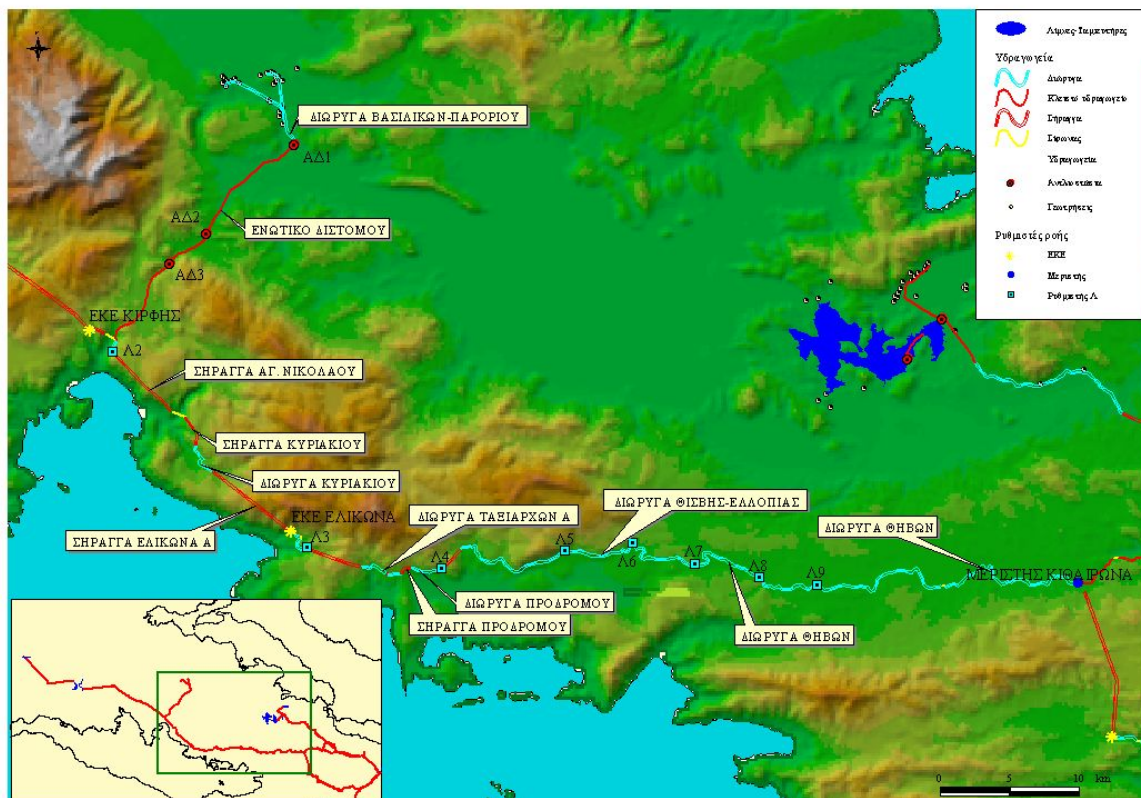 Λίμνες-Ταμιευτήρες
Υδραγωγεία
Διώρυγα
Κλειστό υδραγωγείο
Σήραγγα
Σίφωνας
Υδραγωγεία
Αντλιοστάσια
Γεωτρήσεις
Ρυθμιστές ροής
ΕΚΕ
Μεριστής
Ρυθμιστής Λ
ΔΙΩΡΥΓΑ ΒΑΣΙΛΙΚΩΝ-ΠΑΡΟΡΙΟΥ
ΑΔ1
ΑΔ2
ΕΝΩΤΙΚΟ ΔΙΣΤΟΜΟΥ
ΑΔ3
ΕΚΕ ΚΙΡΦΗΣ
Λ2
ΣΗΡΑΓΓΑ ΑΓ. ΝΙΚΟΛΑΟΥ
ΣΗΡΑΓΓΑ ΚΥΡΙΑΚΙΟΥ
ΔΙΩΡΥΓΑ ΚΥΡΙΑΚΙΟΥ
ΣΗΡΑΓΓΑ ΕΛΙΚΩΝΑ Α
ΕΚΕ ΕΛΙΚΩΝΑ
Λ3
ΔΙΩΡΥΓΑ ΤΑΞΙΑΡΧΩΝ Α
ΔΙΩΡΥΓΑ ΘΙΣΒΗΣ-ΕΛΛΟΠΙΑΣ
ΔΙΩΡΥΓΑ ΘΗΒΩΝ
Λ4
Λ5
Λ6
Λ7
Λ8
Λ9
ΜΕΡΙΣΤΗΣ ΚΙΘΑΙΡΩΝΑ
ΔΙΩΡΥΓΑ ΠΡΟΔΡΟΜΟΥ
ΣΗΡΑΓΓΑ ΠΡΟΔΡΟΜΟΥ
ΔΙΩΡΥΓΑ ΘΗΒΩΝ
0 5 10 km